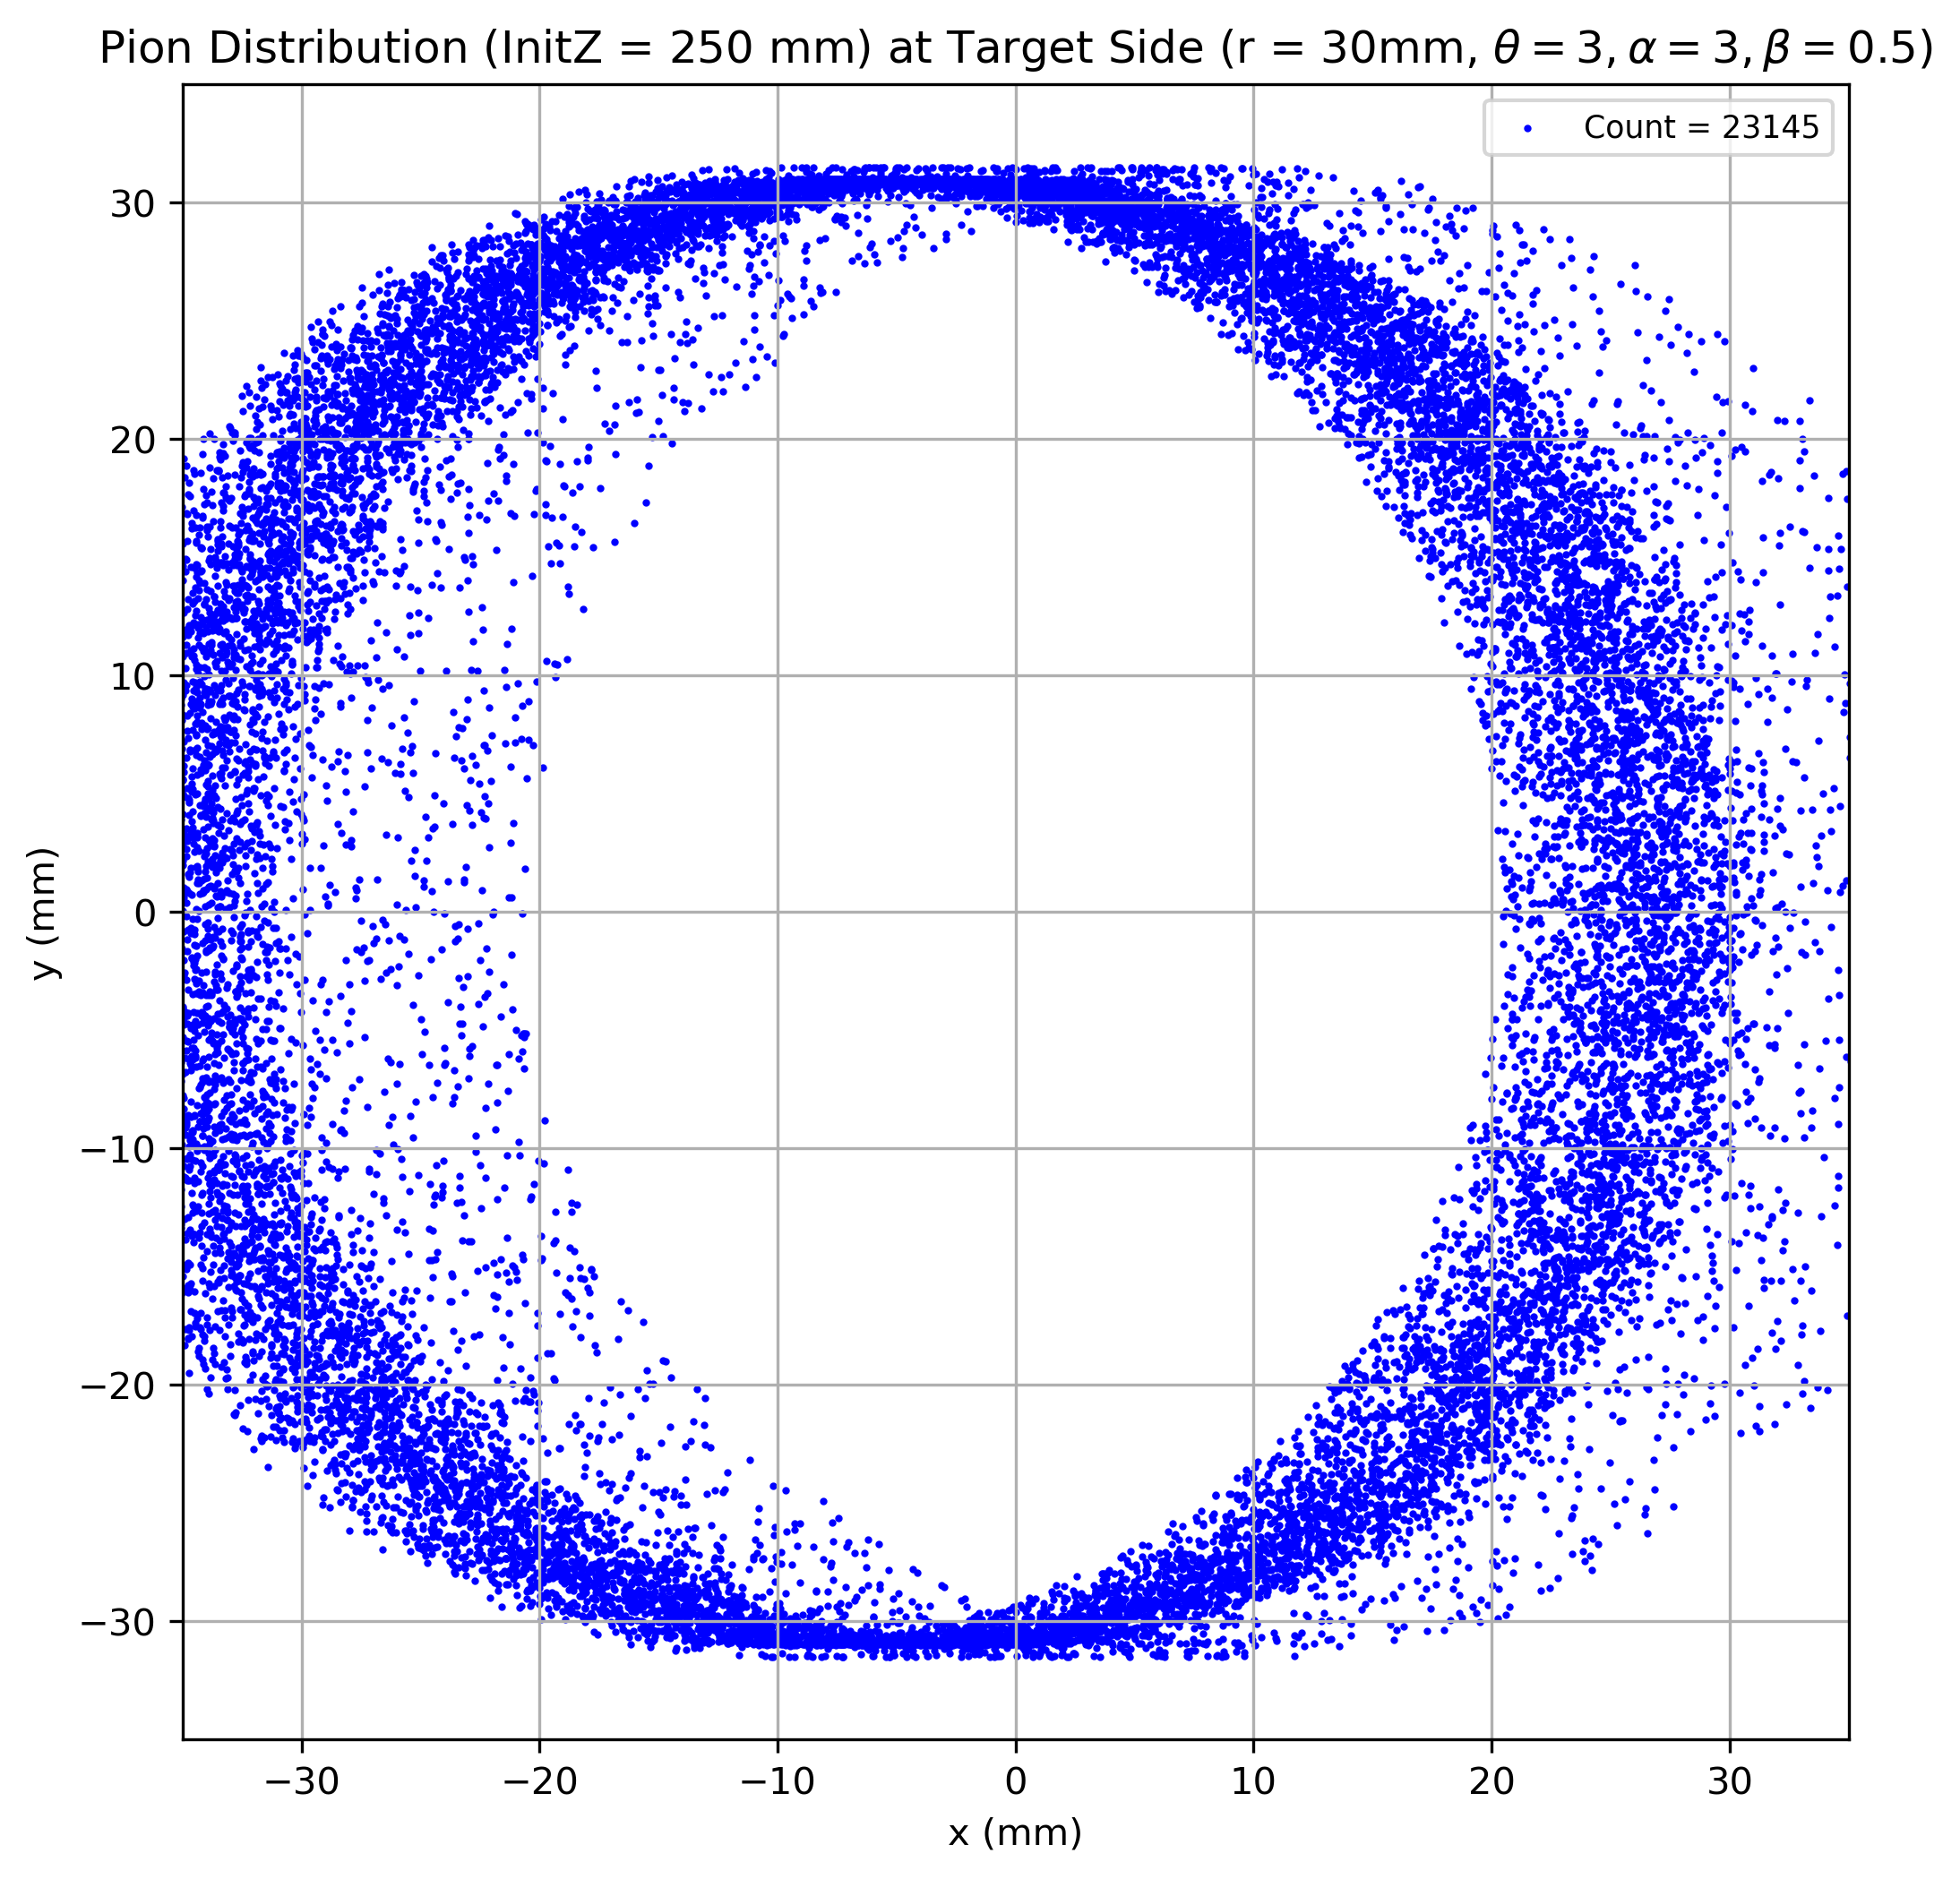 Pion Distribution (InitZ = 250 mm) at Target Side (r = 30mm, θ = 3, α = 3, β = 0.5)
Count = 23145
30
20
10
0
−10
−20
−30
y (mm)
−30 −20 −10 0 10 20 30
x (mm)